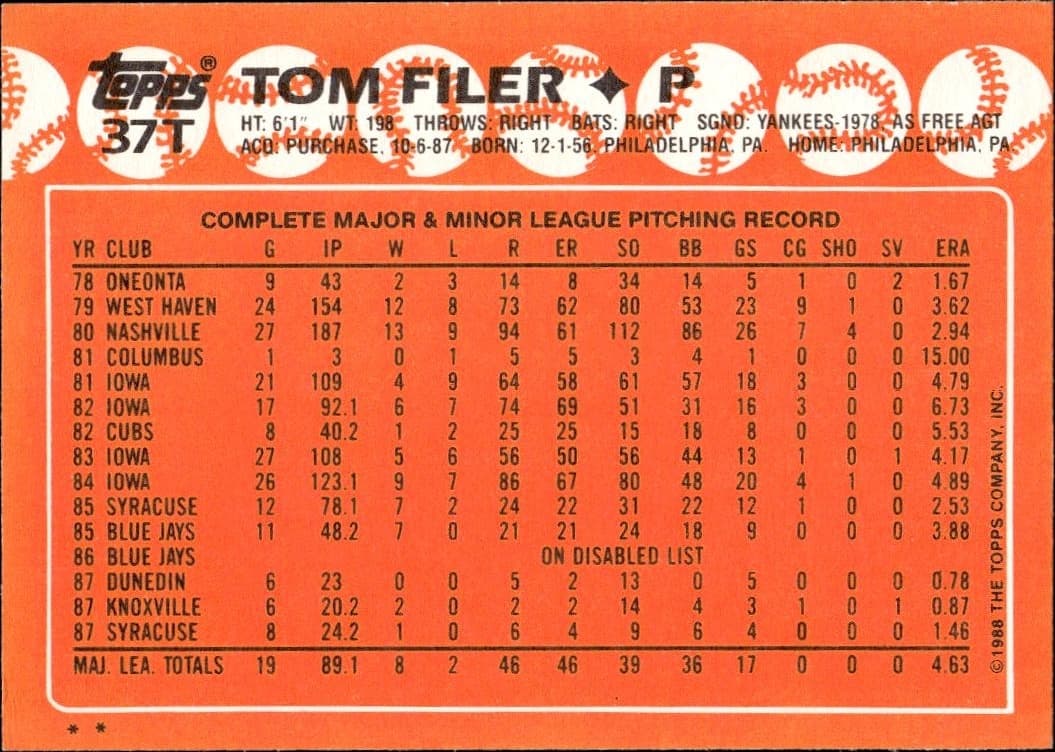 Topps® TOM FILER ✦ P
37T HT: 6'1" WT: 198 THROWS: RIGHT BATS: RIGHT SGND: YANKEES-1978, AS FREE AGT
ACQ: PURCHASE, 10-6-87 BORN: 12-1-56, PHILADELPHIA, PA. HOME: PHILADELPHIA, PA.
COMPLETE MAJOR & MINOR LEAGUE PITCHING RECORD
YR CLUB G IP W L R ER SO BB GS CG SHO SV ERA
78 ONEONTA 9 43 2 3 14 8 34 14 5 1 0 2 1.67
79 WEST HAVEN 24 154 12 8 73 62 80 53 23 9 1 0 3.62
80 NASHVILLE 27 187 13 9 94 61 112 86 26 7 4 0 2.94
81 COLUMBUS 1 3 0 1 5 5 3 4 1 0 0 0 15.00
81 IOWA 21 109 4 9 64 58 61 57 18 3 0 0 4.79
82 IOWA 17 92.1 6 7 74 69 51 31 16 3 0 0 6.73
82 CUBS 8 40.2 1 2 25 25 15 18 8 0 0 0 5.53
83 IOWA 27 108 5 6 56 50 56 44 13 1 0 1 4.17
84 IOWA 26 123.1 9 7 86 67 80 48 20 4 1 0 4.89
85 SYRACUSE 12 78.1 7 2 24 22 31 22 12 1 0 0 2.53
85 BLUE JAYS 11 48.2 7 0 21 21 24 18 9 0 0 0 3.88
86 BLUE JAYS ON DISABLED LIST
87 DUNEDIN 6 23 0 0 5 2 13 0 5 0 0 0 0.78
87 KNOXVILLE 6 20.2 2 0 2 2 14 4 3 1 0 1 0.87
87 SYRACUSE 8 24.2 1 0 6 4 9 6 4 0 0 0 1.46
MAJ. LEA. TOTALS 19 89.1 8 2 46 46 39 36 17 0 0 0 4.63
©1988 THE TOPPS COMPANY, INC.
* *